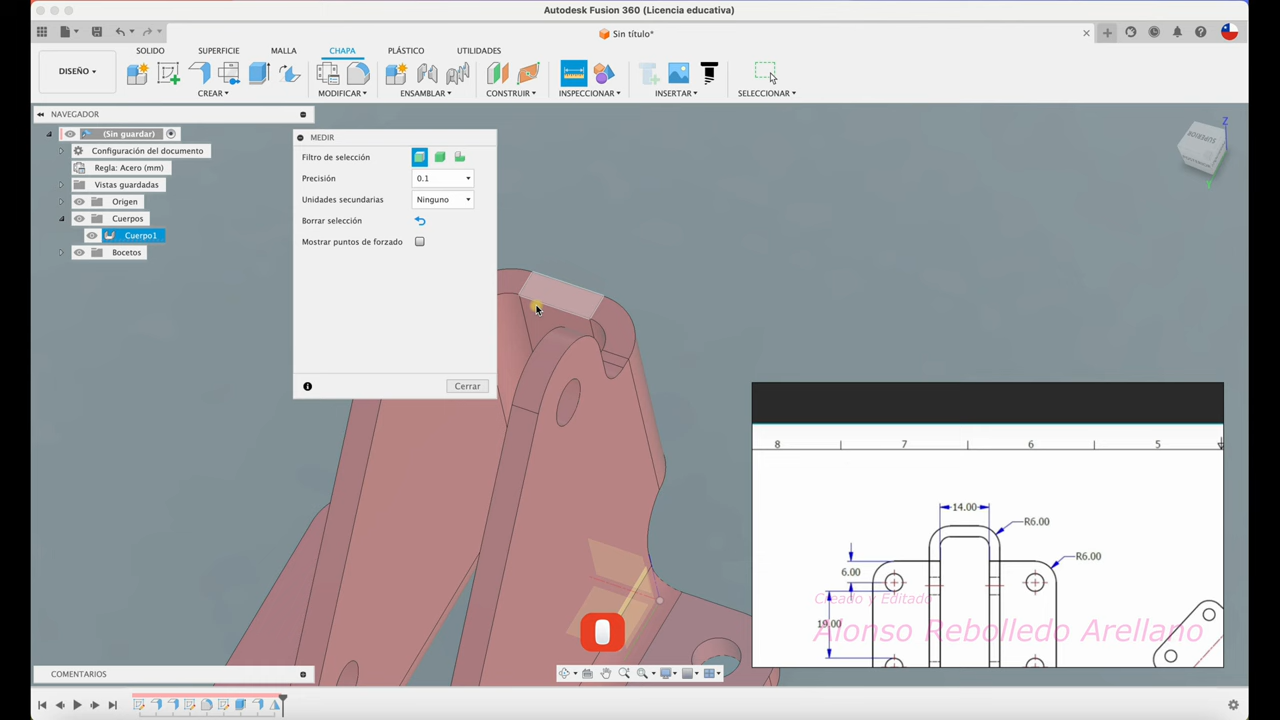 Autodesk Fusion 360 (Licencia educativa)
Sin título*
DISEÑO
SOLIDO SUPERFICIE MALLA CHAPA PLÁSTICO UTILIDADES
CREAR MODIFICAR ENSAMBLAR CONSTRUIR INSPECCIONAR INSERTAR SELECCIONAR
NAVEGADOR
(Sin guardar)
Configuración del documento
Regla: Acero (mm)
Vistas guardadas
Origen
Cuerpos
Cuerpo1
Bocetos
MEDIR
Filtro de selección
Precisión 0.1
Unidades secundarias Ninguno
Borrar selección
Mostrar puntos de forzado
Cerrar
Z
Y
8 7 6 5
14.00
R6.00
R6.00
6.00
19.00
Creado y Editado
Alonso Rebolledo Arellano
COMENTARIOS